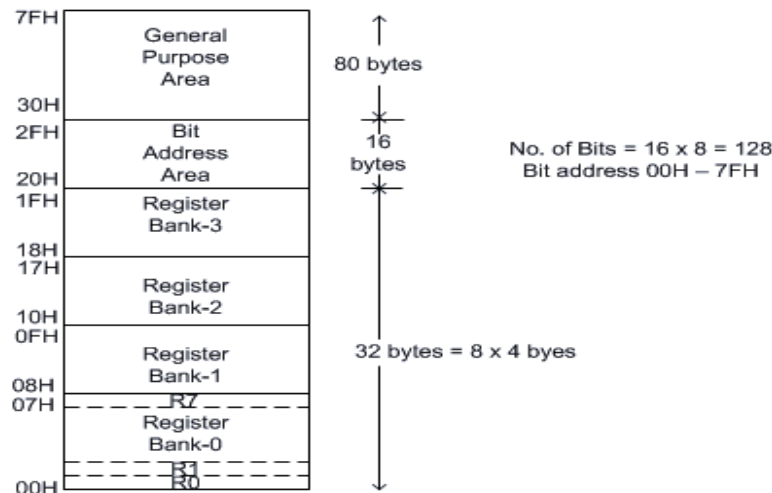 7FH
General
Purpose
Area
80 bytes
30H
2FH
Bit
Address
Area
16
bytes
No. of Bits = 16 x 8 = 128
Bit address 00H – 7FH
20H
1FH
Register
Bank-3
18H
17H
Register
Bank-2
10H
0FH
32 bytes = 8 x 4 byes
Register
Bank-1
08H
07H
R7
Register
Bank-0
R1
00H
R0